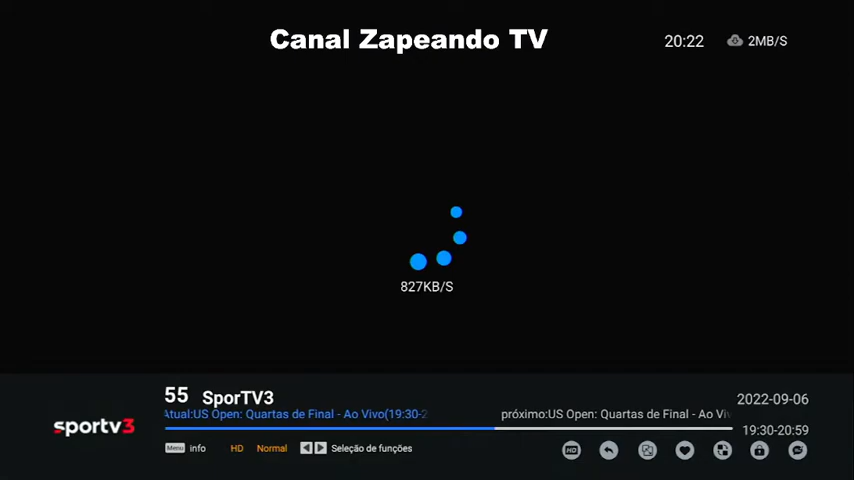 Canal Zapeando TV
20:22
2MB/S
827KB/S
55 SporTV3
2022-09-06
Atual:US Open: Quartas de Final - Ao Vivo(19:30-2
próximo:US Open: Quartas de Final - Ao Viv
sportv3
19:30-20:59
Menu info HD Normal Seleção de funções
HD